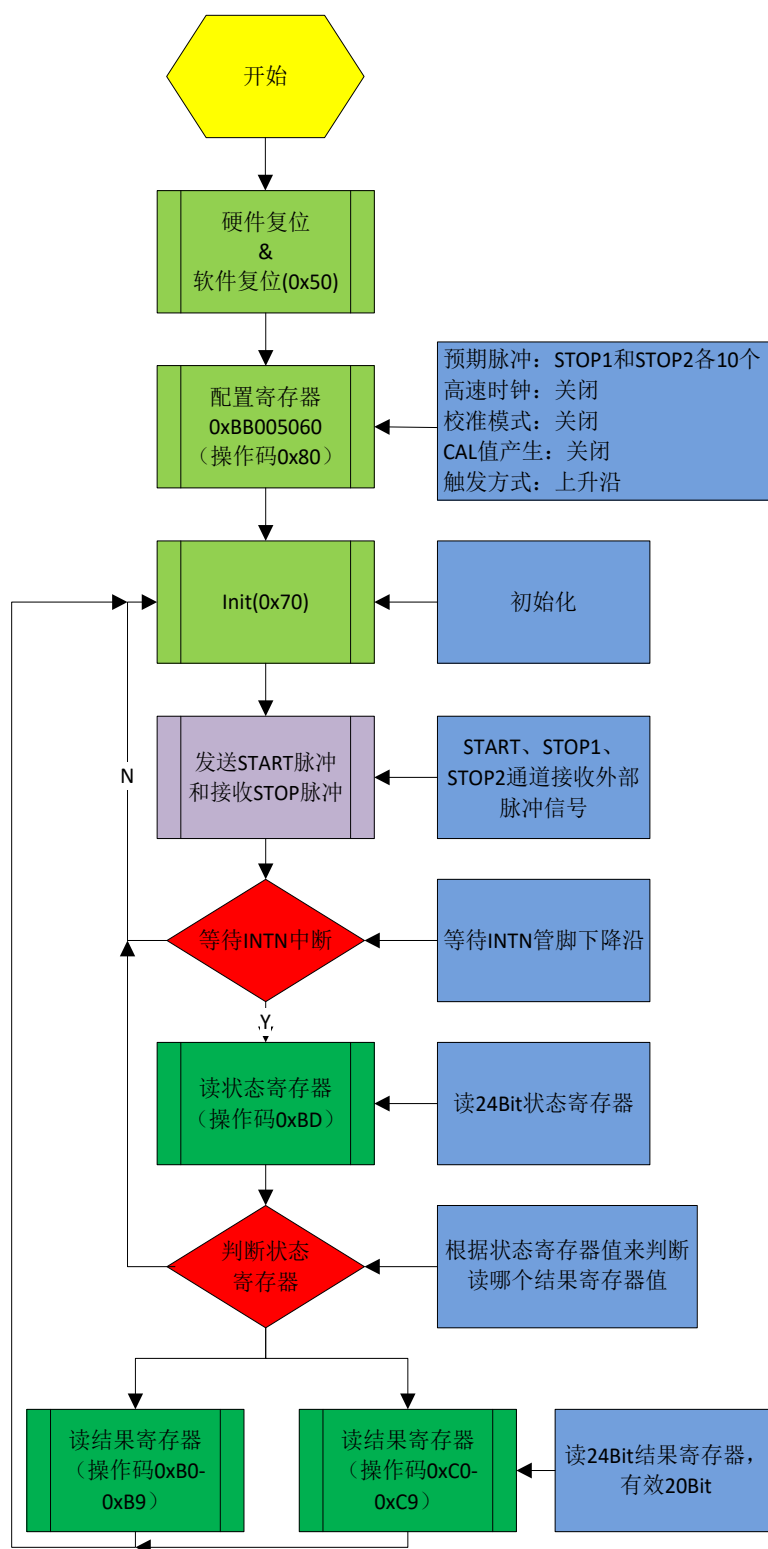 开始
硬件复位
&
软件复位(0x50)
配置寄存器
0xBB005060
（操作码0x80）
预期脉冲：STOP1和STOP2各10个
高速时钟：关闭
校准模式：关闭
CAL值产生：关闭
触发方式：上升沿
Init(0x70)
初始化
发送START脉冲
和接收STOP脉冲
START、STOP1、
STOP2通道接收外部
脉冲信号
N
等待INTN中断
等待INTN管脚下降沿
Y
读状态寄存器
（操作码0xBD）
读24Bit状态寄存器
判断状态
寄存器
根据状态寄存器值来判断
读哪个结果寄存器值
读结果寄存器
（操作码0xB0-
0xB9）
读结果寄存器
（操作码0xC0-
0xC9）
读24Bit结果寄存器，
有效20Bit